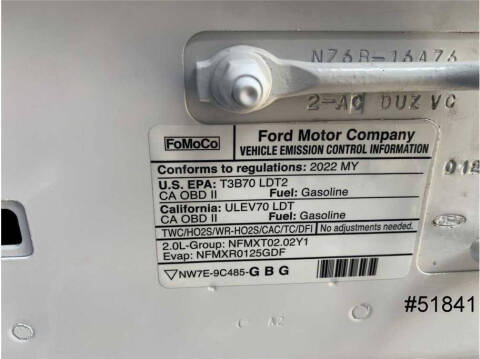 NZ6B-16A76
2-AC DUZ VC
FoMoCo
Ford Motor Company
VEHICLE EMISSION CONTROL INFORMATION
Conforms to regulations: 2022 MY
U.S. EPA: T3B70 LDT2
CA OBD II Fuel: Gasoline
California: ULEV70 LDT
CA OBD II Fuel: Gasoline
TWC/HO2S/WR-HO2S/CAC/TC/DFI No adjustments needed.
2.0L-Group: NFMXT02.02Y1
Evap: NFMXR0125GDF
NW7E-9C485-GBG
012
#51841